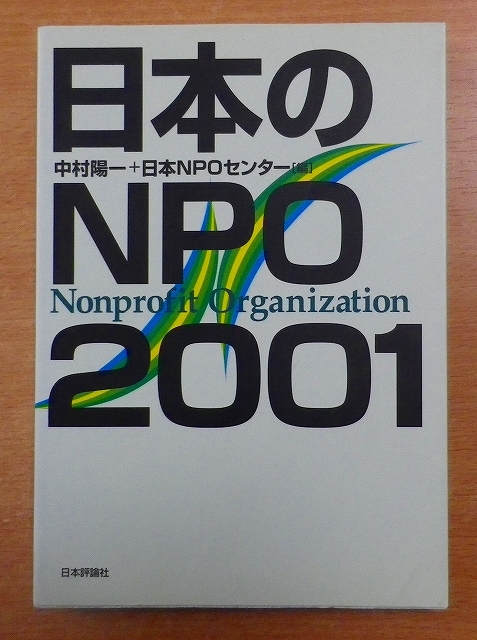 日本の
中村陽一+日本NPOセンター[編]
NPO
Nonprofit Organization
2001
日本評論社